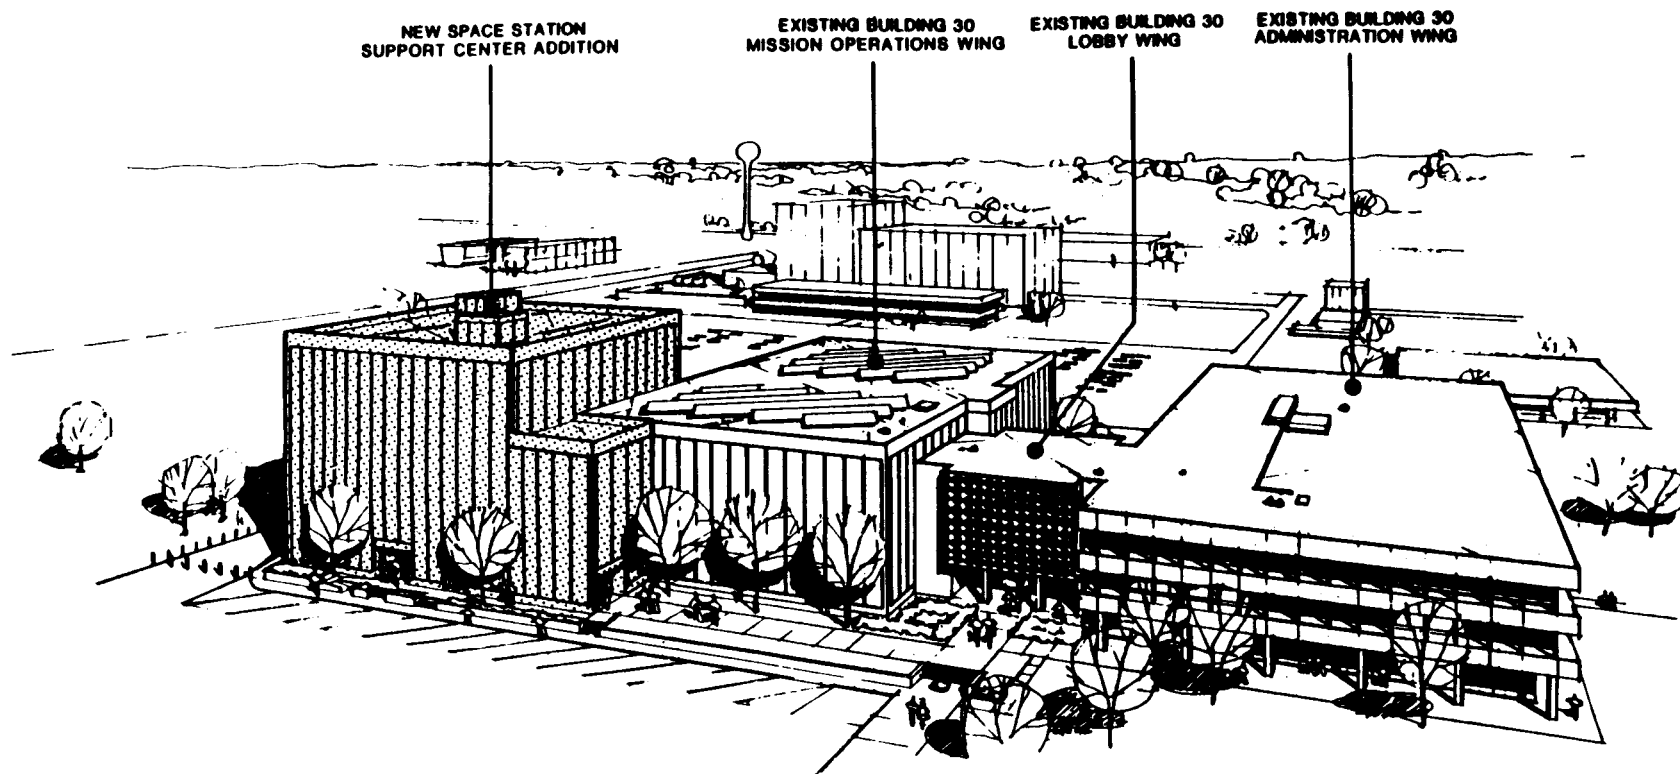 NEW SPACE STATION
SUPPORT CENTER ADDITION
EXISTING BUILDING 30
MISSION OPERATIONS WING
EXISTING BUILDING 30
LOBBY WING
EXISTING BUILDING 30
ADMINISTRATION WING